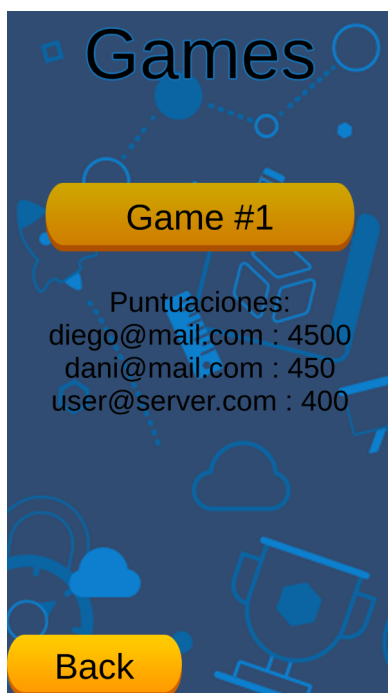 Games
Game #1
Puntuaciones:
diego@mail.com : 4500
dani@mail.com : 450
user@server.com : 400
Back